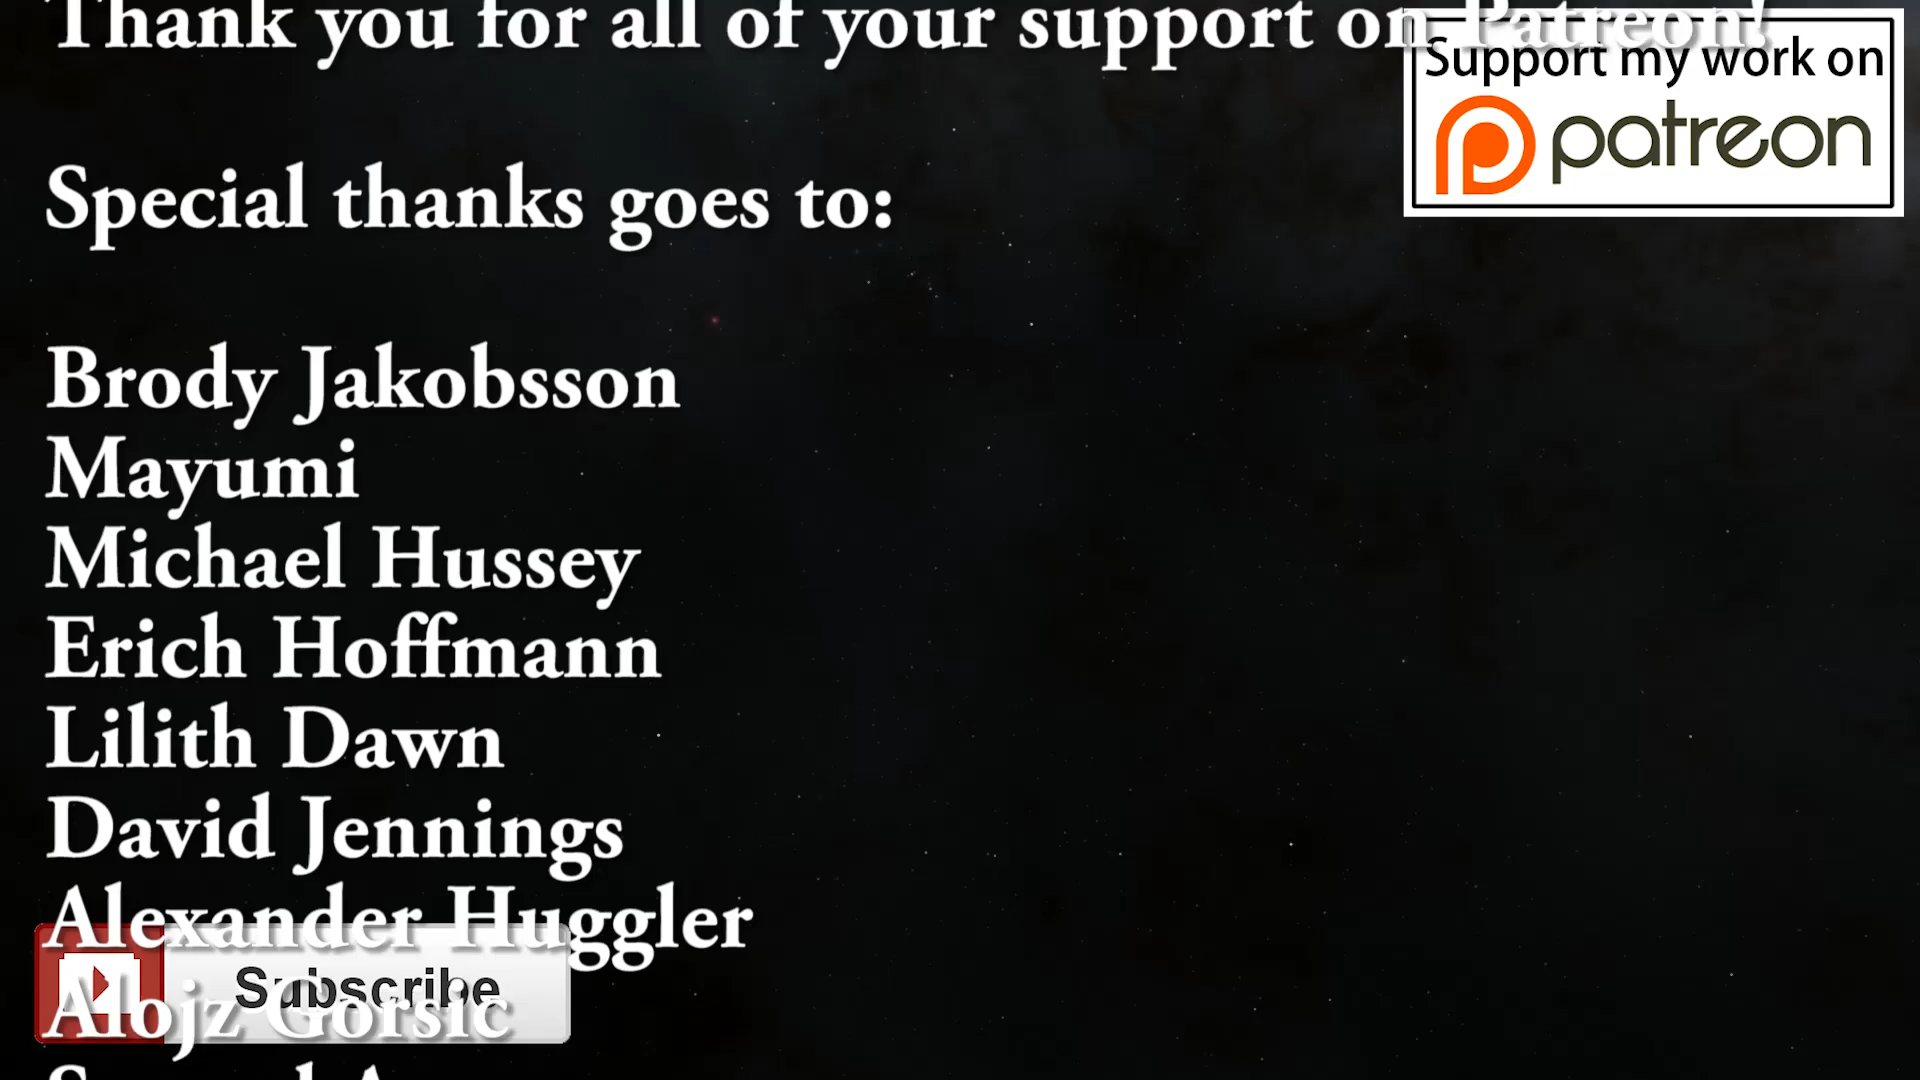 Thank you for all of your support on Patreon!
Support my work on
patreon
Special thanks goes to:
Brody Jakobsson
Mayumi
Michael Hussey
Erich Hoffmann
Lilith Dawn
David Jennings
Alexander Huggler
Subscribe
Alojz Gorsic